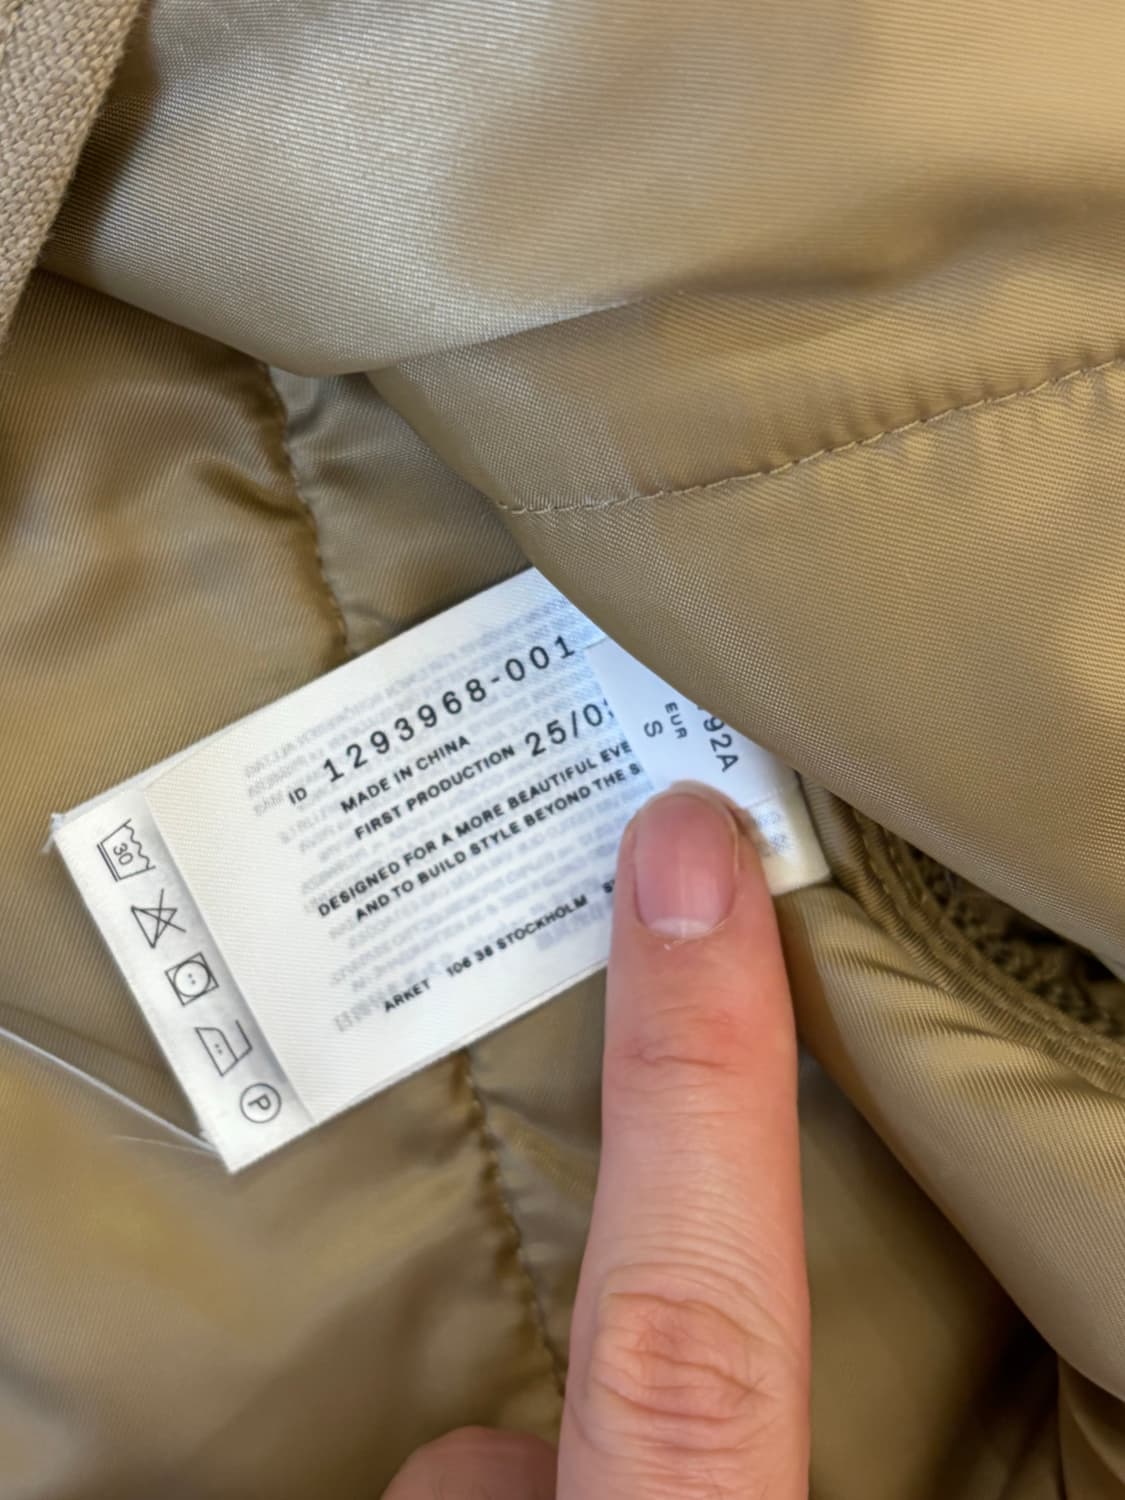 ID 1293968-001
MADE IN CHINA
FIRST PRODUCTION 25/0
DESIGNED FOR A MORE BEAUTIFUL EVE
AND TO BUILD STYLE BEYOND THE S
ARKET 106 38 STOCKHOLM
30
P
92A
EUR
S